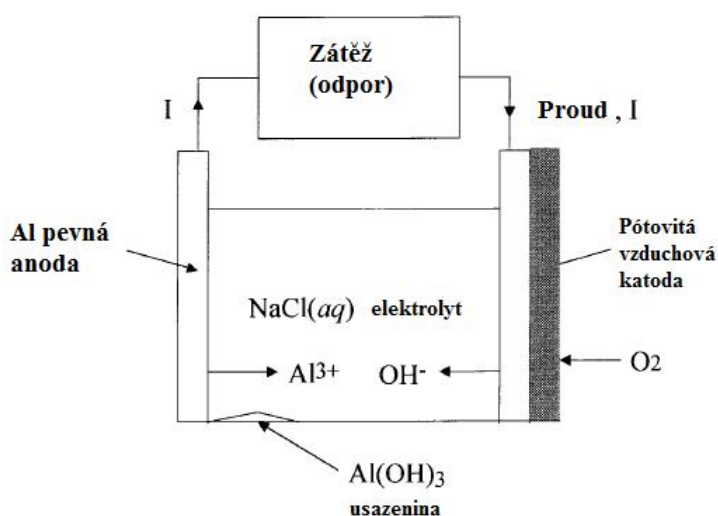 Zátěž
(odpor)
I
Proud , I
Al pevná
anoda
Pótovitá
vzduchová
katoda
NaCl(aq) elektrolyt
Al3+
OH-
O2
Al(OH)3
usazenina